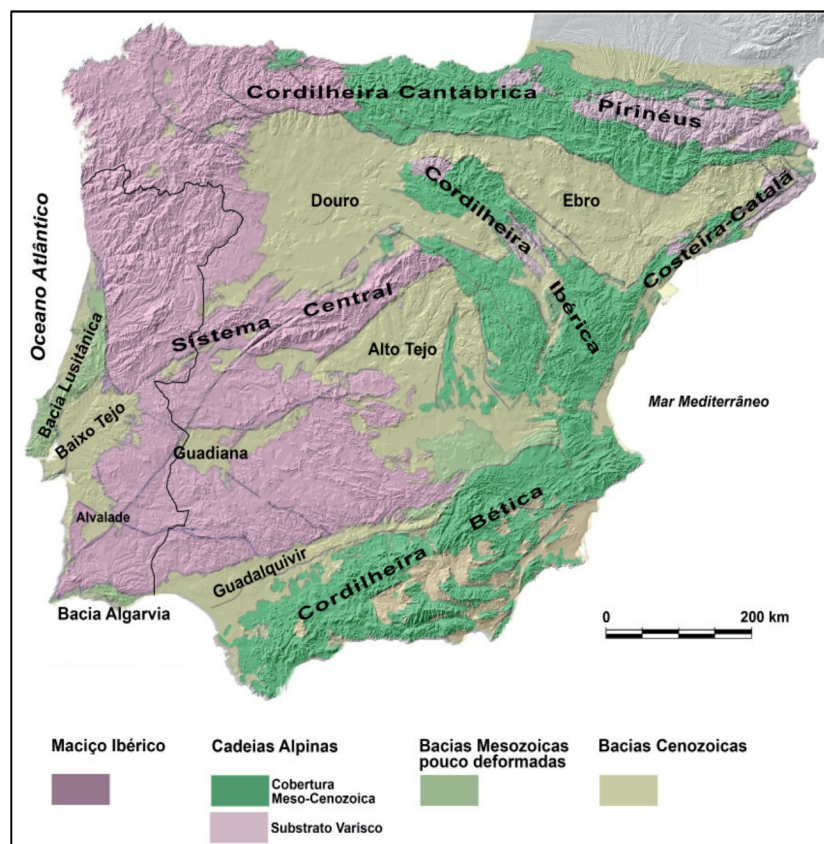 Cordilheira Cantábrica
Pirinéus
Douro
Cordilheira
Ibérica
Ebro
Costeira-Catalã
Oceano Atlântico
Sistema Central
Alto Tejo
Mar Mediterrâneo
Bacia Lusitânica
Baixo Tejo
Guadiana
Alvalade
Cordilheira Bética
Guadalquivir
Bacia Algarvia
0 200 km
Maciço Ibérico
Cadeias Alpinas
Cobertura
Meso-Cenozoica
Substrato Varisco
Bacias Mesozoicas
pouco deformadas
Bacias Cenozoicas